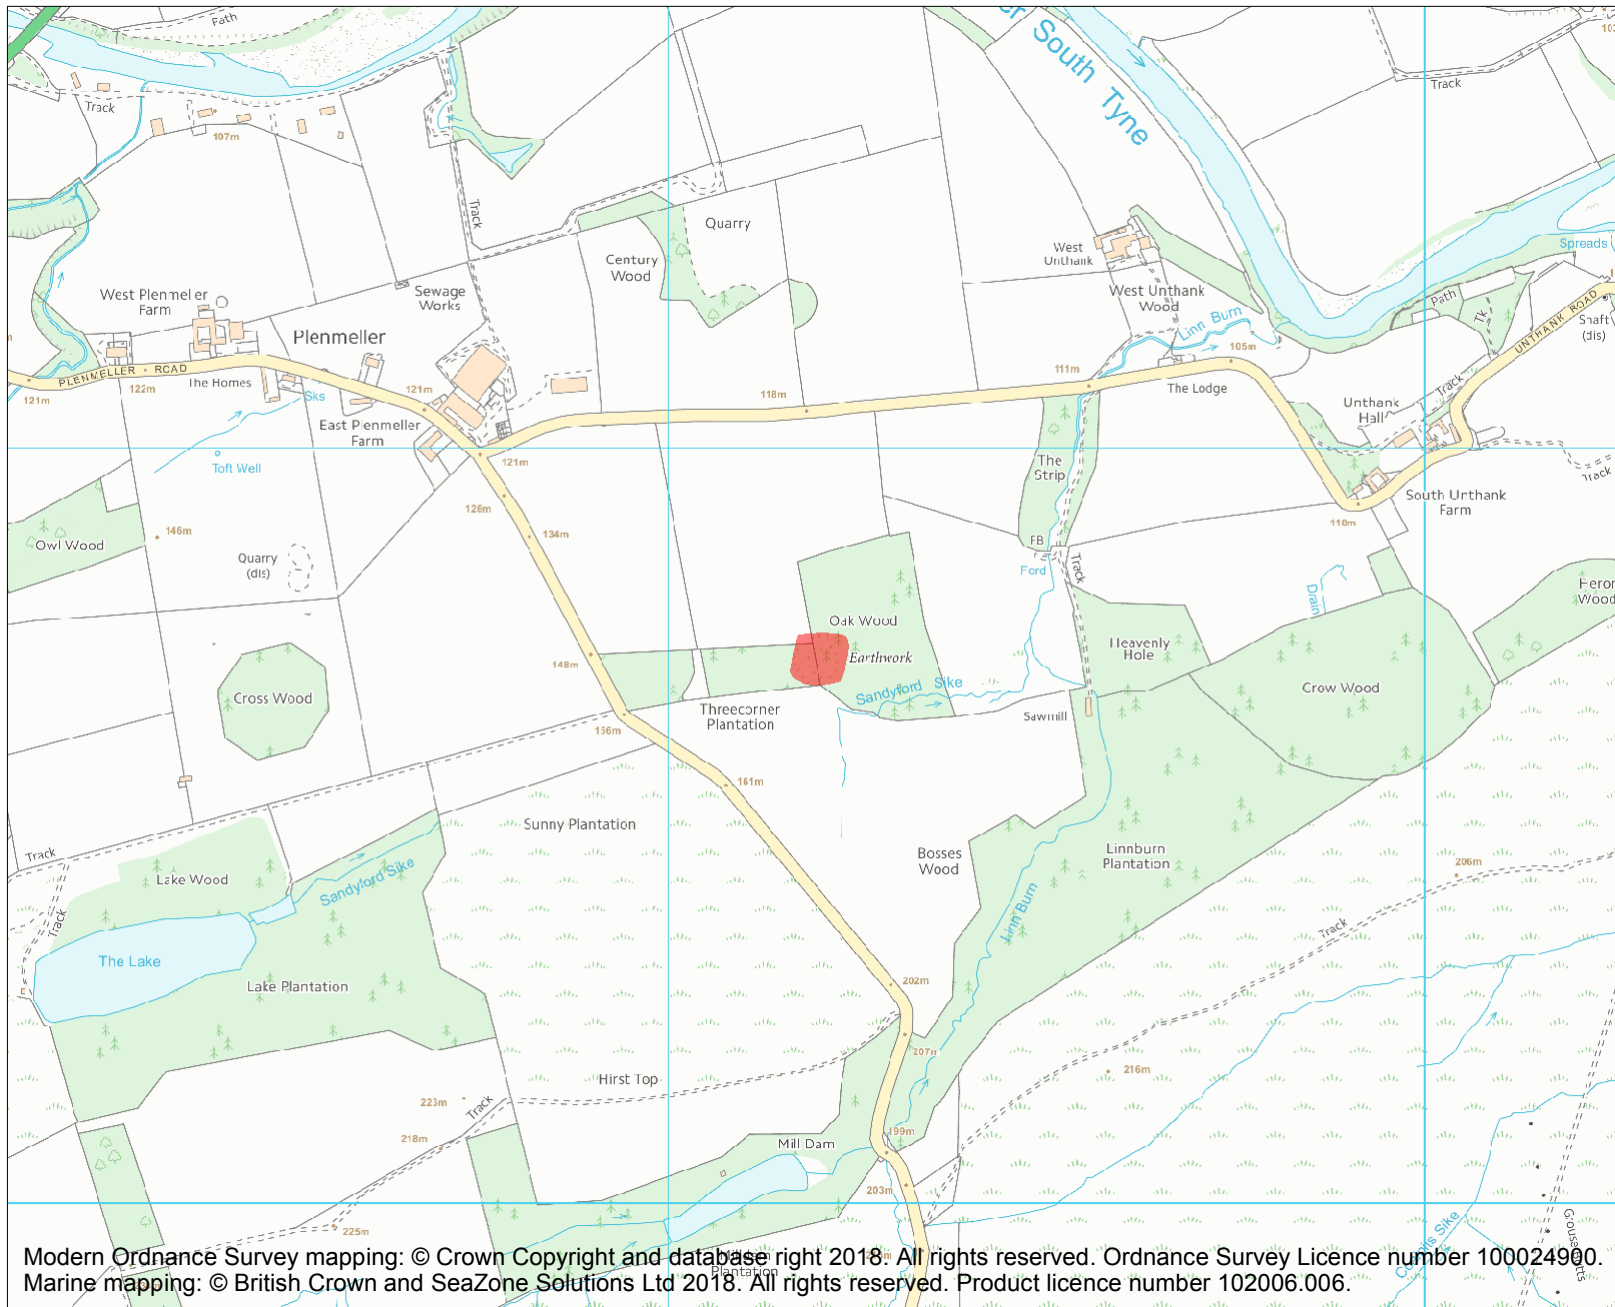 Path
er South Tyne
Track
Track
107m
Track
Quarry
Century
Wood
West
Unthank
West Unthank
Wood
Linn Burn
Spreads
Path
Tk
UNTHANK ROAD
Shaft
(dis)
West Plenmeller
Farm
Sewage
Works
Plenmeller
PLENMELLER ROAD
121m
122m
The Homes
Sks
121m
East Plenmeller
Farm
118m
111m
105m
The Lodge
Track
Unthank
Hall
Toft Well
121m
The
Strip
Track
South Unthank
Farm
118m
126m
134m
146m
Owl Wood
Quarry
(dis)
FB
Ford
Track
Drain
Heron
Wood
Oak Wood
Earthwork
Heavenly
Hole
148m
Cross Wood
Sandyford Sike
Crow Wood
Threecorner
Plantation
Sawmill
156m
161m
Sunny Plantation
Track
Lake Wood
Sandyford Sike
Bosses
Wood
Linnburn
Plantation
206m
Track
Linn Burn
Track
The Lake
Lake Plantation
202m
207m
216m
Hirst Top
223m
Track
218m
199m
Mill Dam
203m
225m
Grouse Butts
Plantation
Modern Ordnance Survey mapping: © Crown Copyright and database right 2018. All rights reserved. Ordnance Survey Licence number 100024900.
Marine mapping: © British Crown and SeaZone Solutions Ltd 2018. All rights reserved. Product licence number 102006.006.